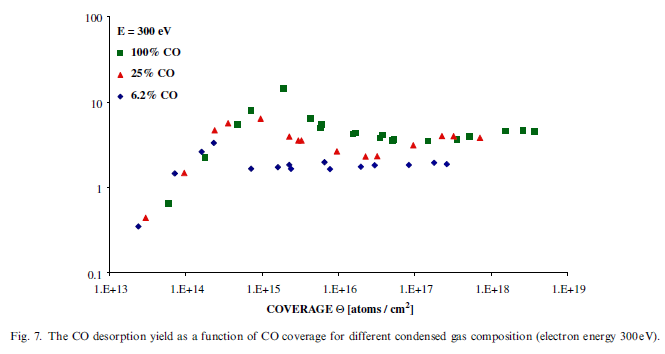 100
E = 300 eV
100% CO
25% CO
6.2% CO
10
1
0.1
1.E+13 1.E+14 1.E+15 1.E+16 1.E+17 1.E+18 1.E+19
COVERAGE Θ [atoms / cm²]
Fig. 7. The CO desorption yield as a function of CO coverage for different condensed gas composition (electron energy 300 eV).